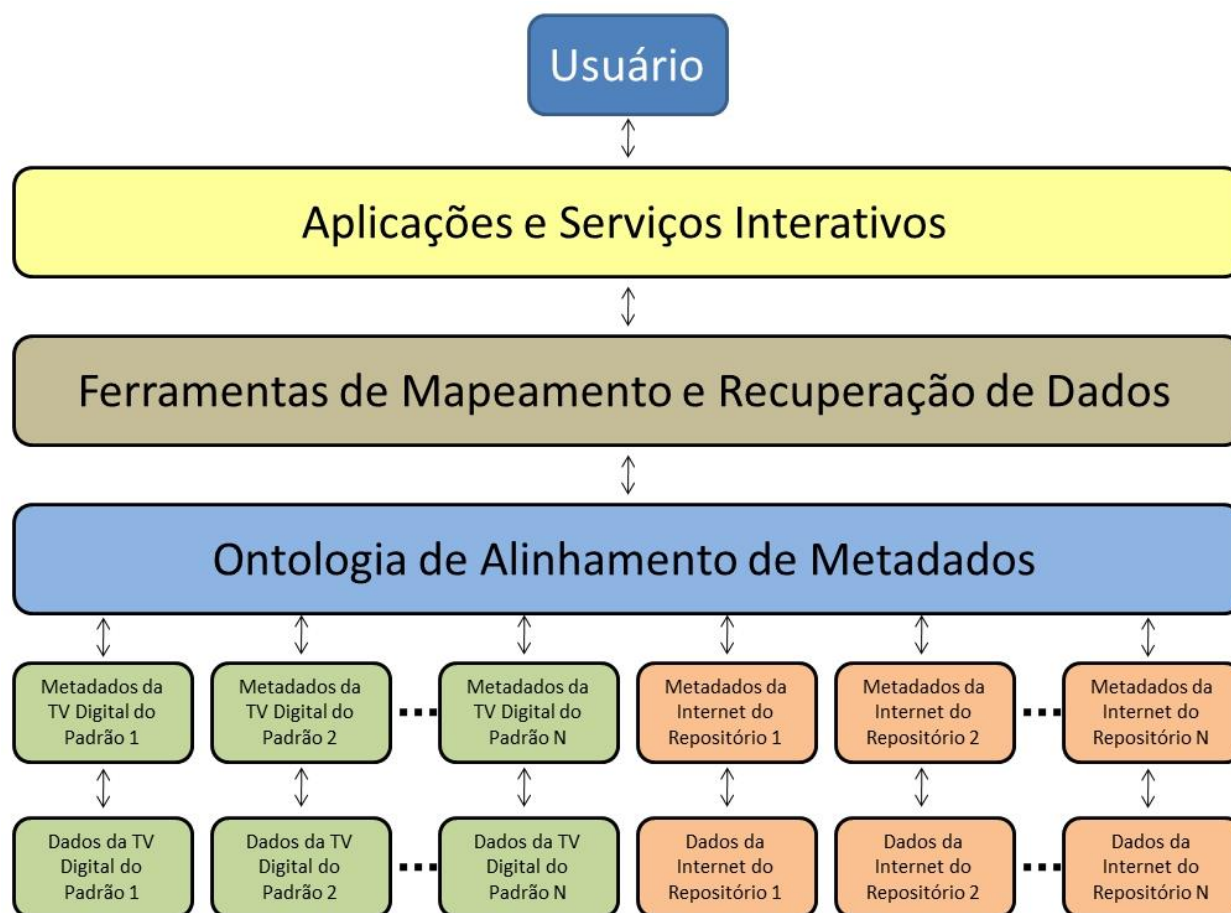 Usuário
Aplicações e Serviços Interativos
Ferramentas de Mapeamento e Recuperação de Dados
Ontologia de Alinhamento de Metadados
Metadados da
TV Digital do
Padrão 1
Metadados da
TV Digital do
Padrão 2
Metadados da
TV Digital do
Padrão N
Metadados da
Internet do
Repositório 1
Metadados da
Internet do
Repositório 2
Metadados da
Internet do
Repositório N
Dados da TV
Digital do
Padrão 1
Dados da TV
Digital do
Padrão 2
Dados da TV
Digital do
Padrão N
Dados da
Internet do
Repositório 1
Dados da
Internet do
Repositório 2
Dados da
Internet do
Repositório N